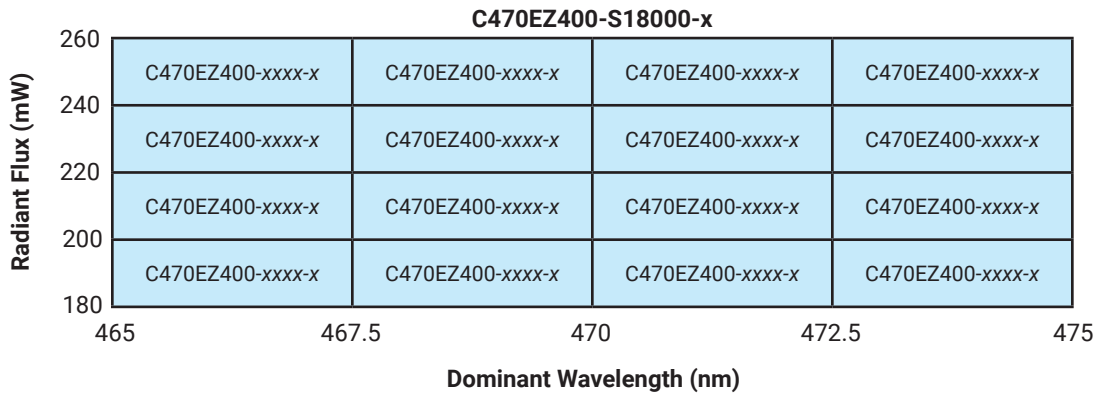 C470EZ400-S18000-x
260
C470EZ400-xxxx-x C470EZ400-xxxx-x C470EZ400-xxxx-x C470EZ400-xxxx-x
240
C470EZ400-xxxx-x C470EZ400-xxxx-x C470EZ400-xxxx-x C470EZ400-xxxx-x
220
C470EZ400-xxxx-x C470EZ400-xxxx-x C470EZ400-xxxx-x C470EZ400-xxxx-x
200
C470EZ400-xxxx-x C470EZ400-xxxx-x C470EZ400-xxxx-x C470EZ400-xxxx-x
180
Radiant Flux (mW)
465 467.5 470 472.5 475
Dominant Wavelength (nm)